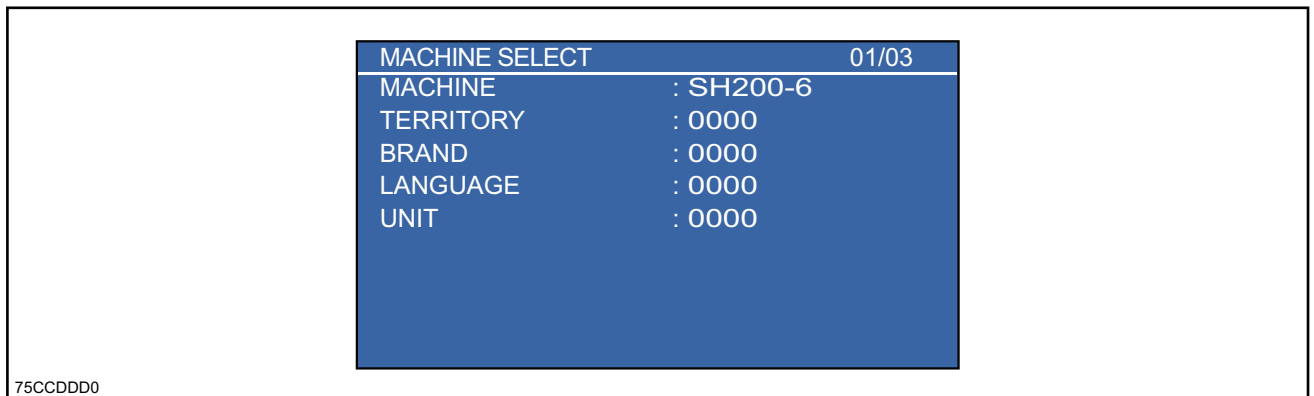 MACHINE SELECT 01/03
MACHINE : SH200-6
TERRITORY : 0000
BRAND : 0000
LANGUAGE : 0000
UNIT : 0000
75CCDDD0